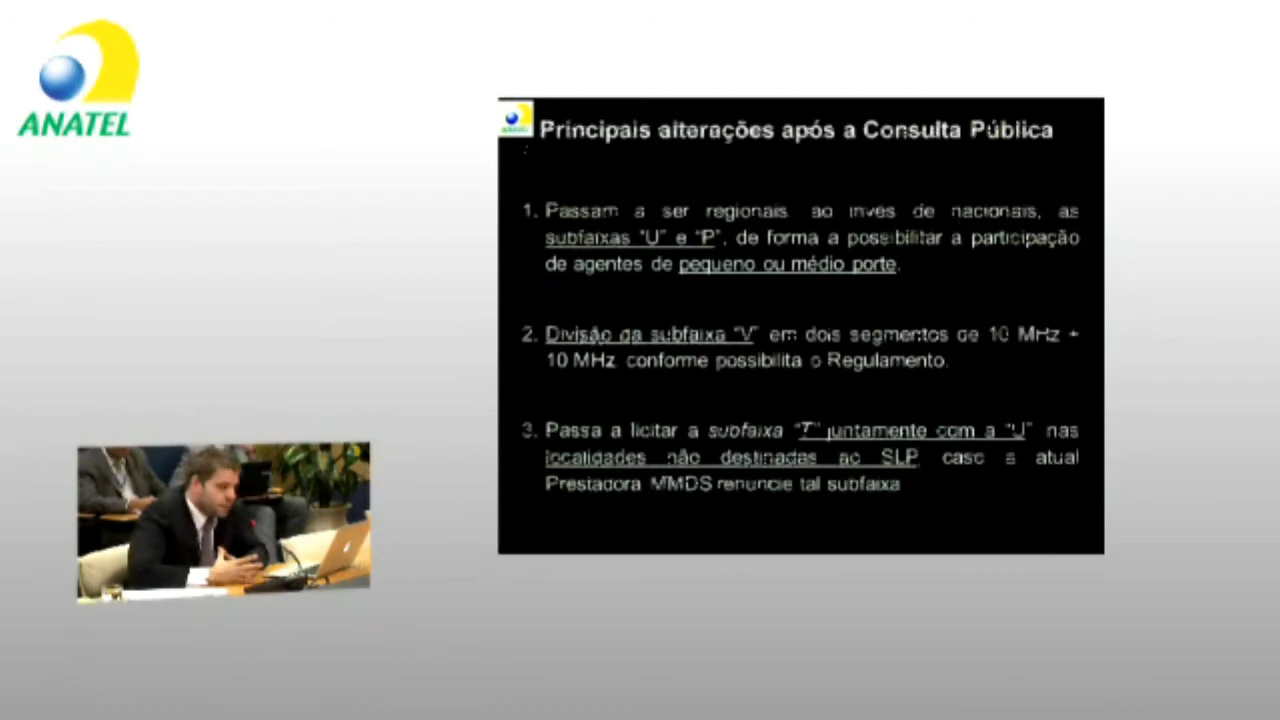 ANATEL
Principais alterações após a Consulta Pública
1. Passam a ser regionais, ao invés de nacionais, as
subfaixas "U" e "P", de forma a possibilitar a participação
de agentes de pequeno ou médio porte.
2. Divisão da subfaixa "V" em dois segmentos de 10 MHz +
10 MHz, conforme possibilita o Regulamento.
3. Passa a licitar a subfaixa "T" juntamente com a "U" nas
localidades não destinadas ao SLP, caso a atual
Prestadora MMDS renuncie tal subfaixa